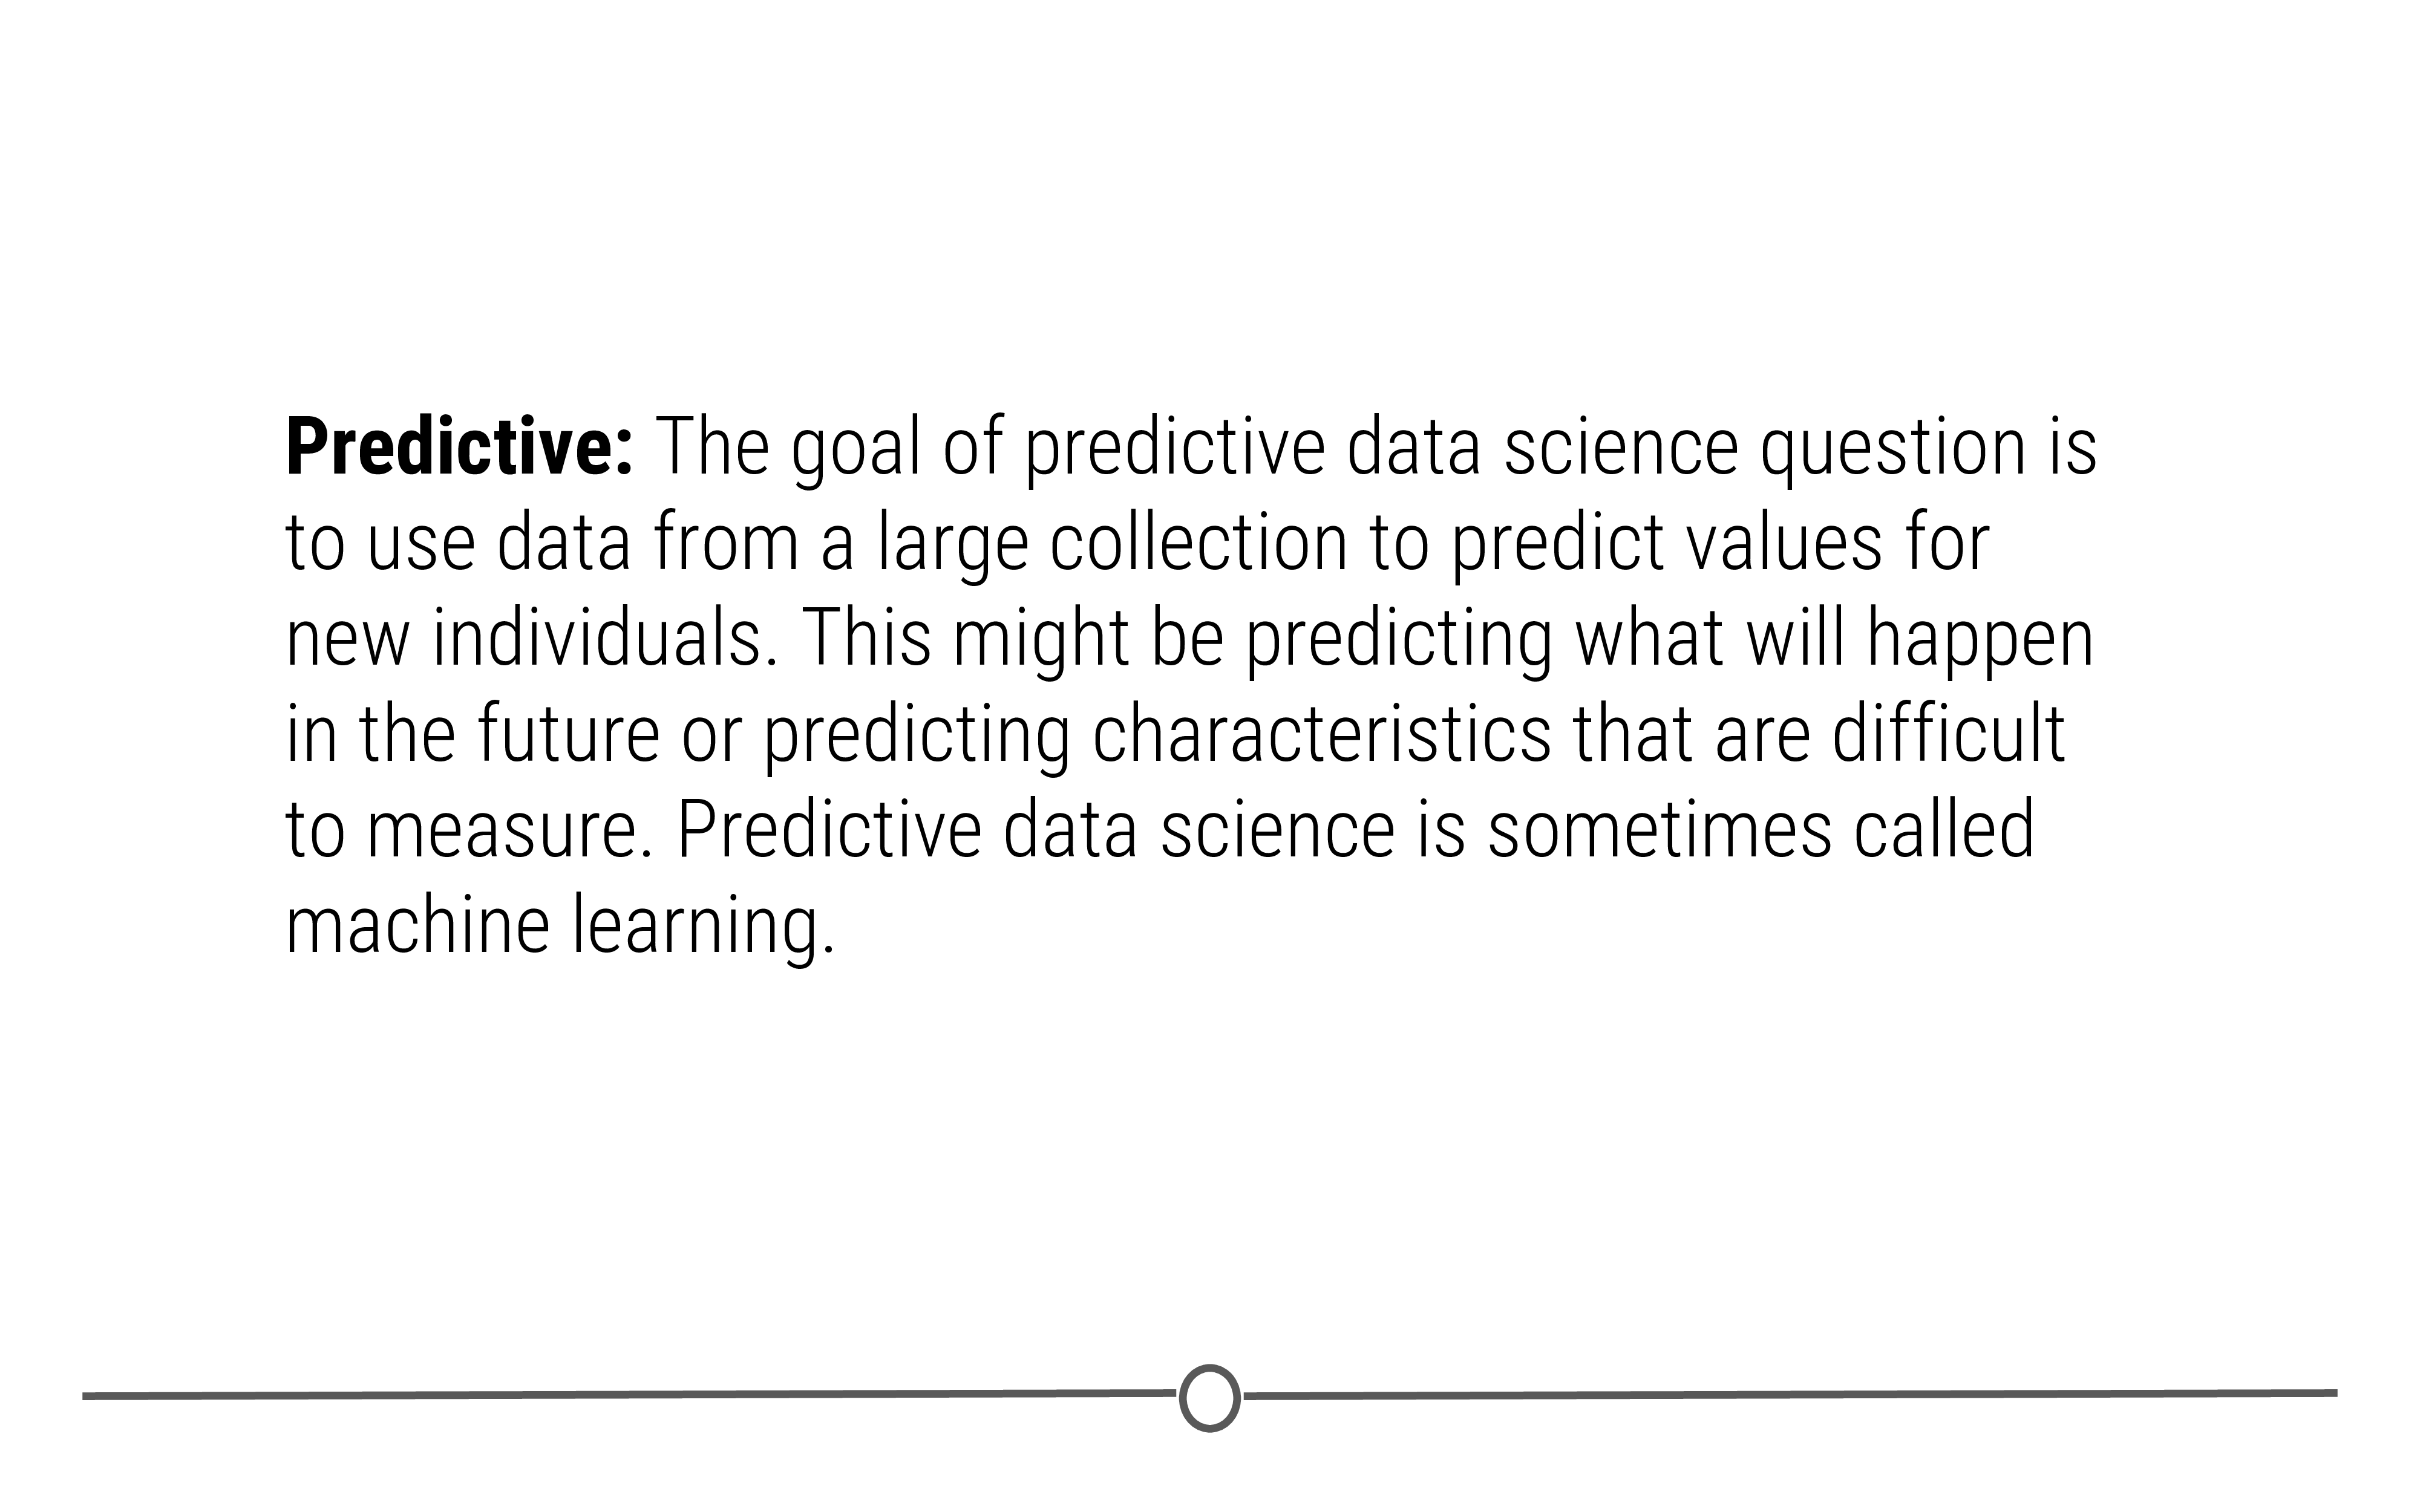 Predictive: The goal of predictive data science question is
to use data from a large collection to predict values for
new individuals. This might be predicting what will happen
in the future or predicting characteristics that are difficult
to measure. Predictive data science is sometimes called
machine learning.